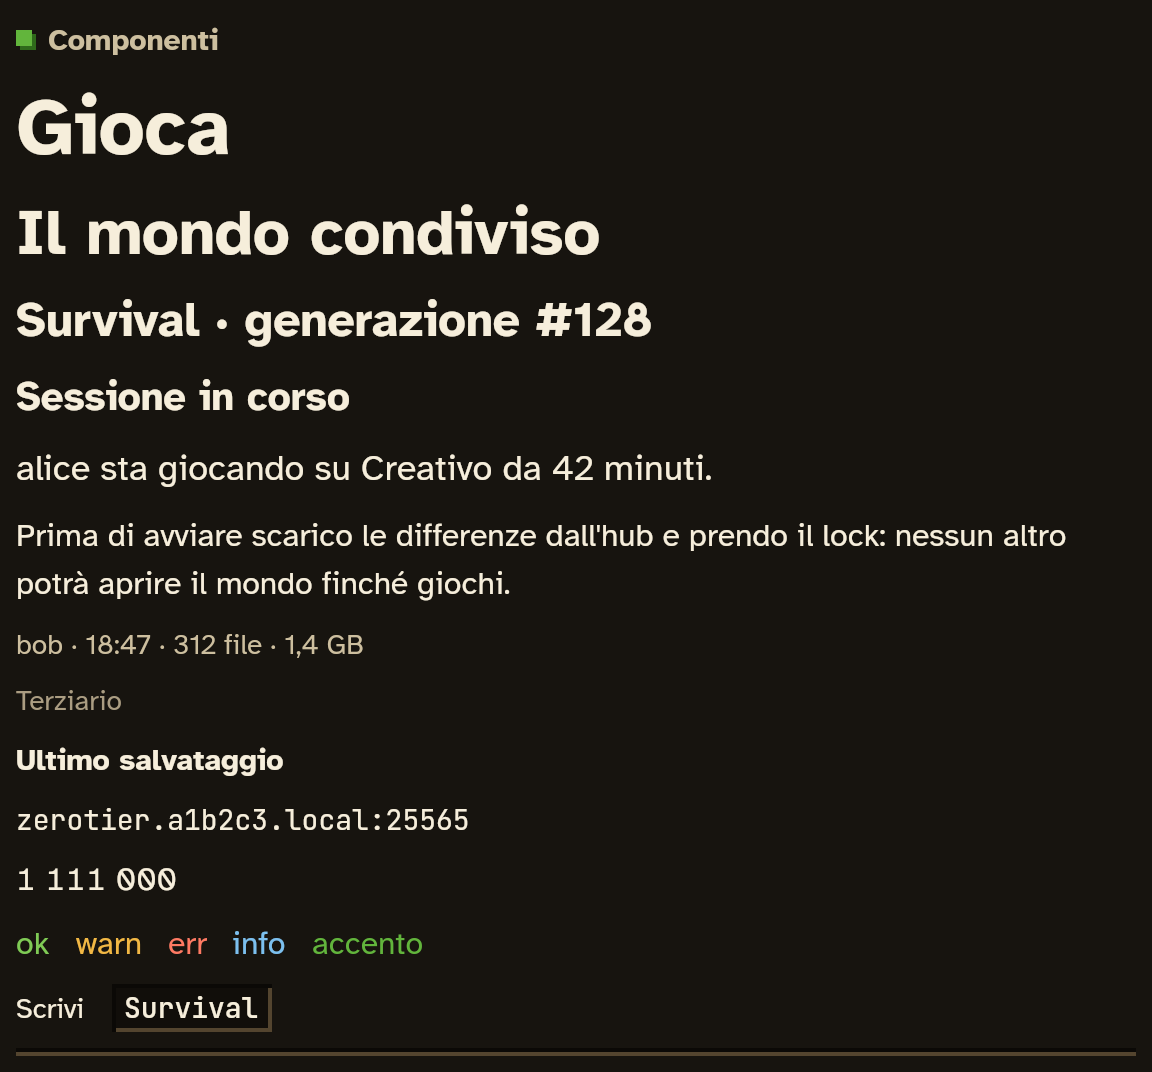 Componenti
Gioca
Il mondo condiviso
Survival · generazione #128
Sessione in corso
alice sta giocando su Creativo da 42 minuti.
Prima di avviare scarico le differenze dall'hub e prendo il lock: nessun altro
potrà aprire il mondo finché giochi.
bob · 18:47 · 312 file · 1,4 GB
Terziario
Ultimo salvataggio
zerotier.a1b2c3.local:25565
1 111 000
ok warn err info accento
Scrivi Survival